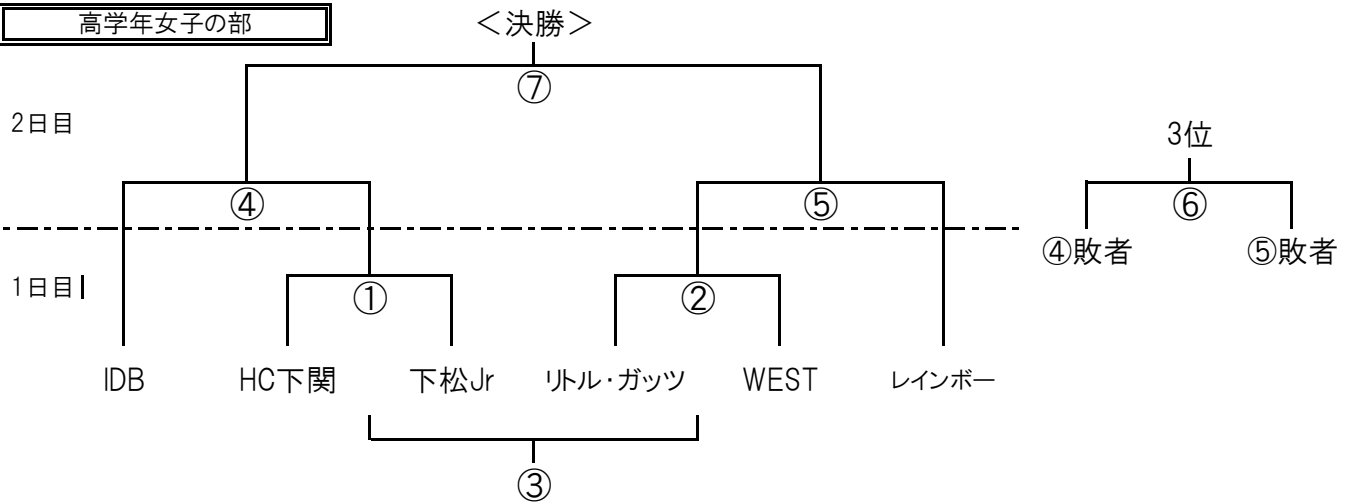 高学年女子の部
＜決勝＞
⑦
2日目
3位
④
⑤
⑥
④敗者
⑤敗者
1日目
①
②
IDB
HC下関
下松Jr
リトル・ガッツ
WEST
レインボー
③